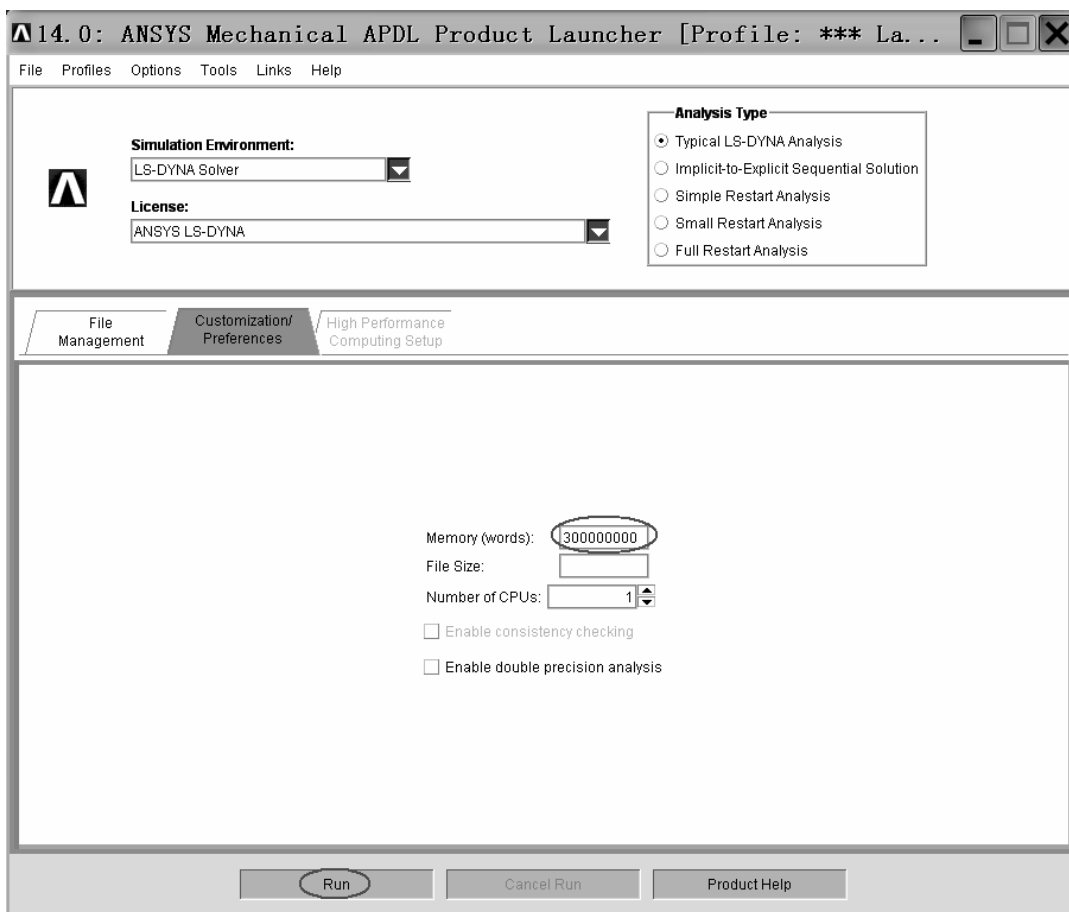 14.0: ANSYS Mechanical APDL Product Launcher [Profile: *** La...
File Profiles Options Tools Links Help
Simulation Environment:
LS-DYNA Solver
License:
ANSYS LS-DYNA
Analysis Type
Typical LS-DYNA Analysis
Implicit-to-Explicit Sequential Solution
Simple Restart Analysis
Small Restart Analysis
Full Restart Analysis
File
Management
Customization/
Preferences
High Performance
Computing Setup
Memory (words): 300000000
File Size:
Number of CPUs: 1
Enable consistency checking
Enable double precision analysis
Run Cancel Run Product Help